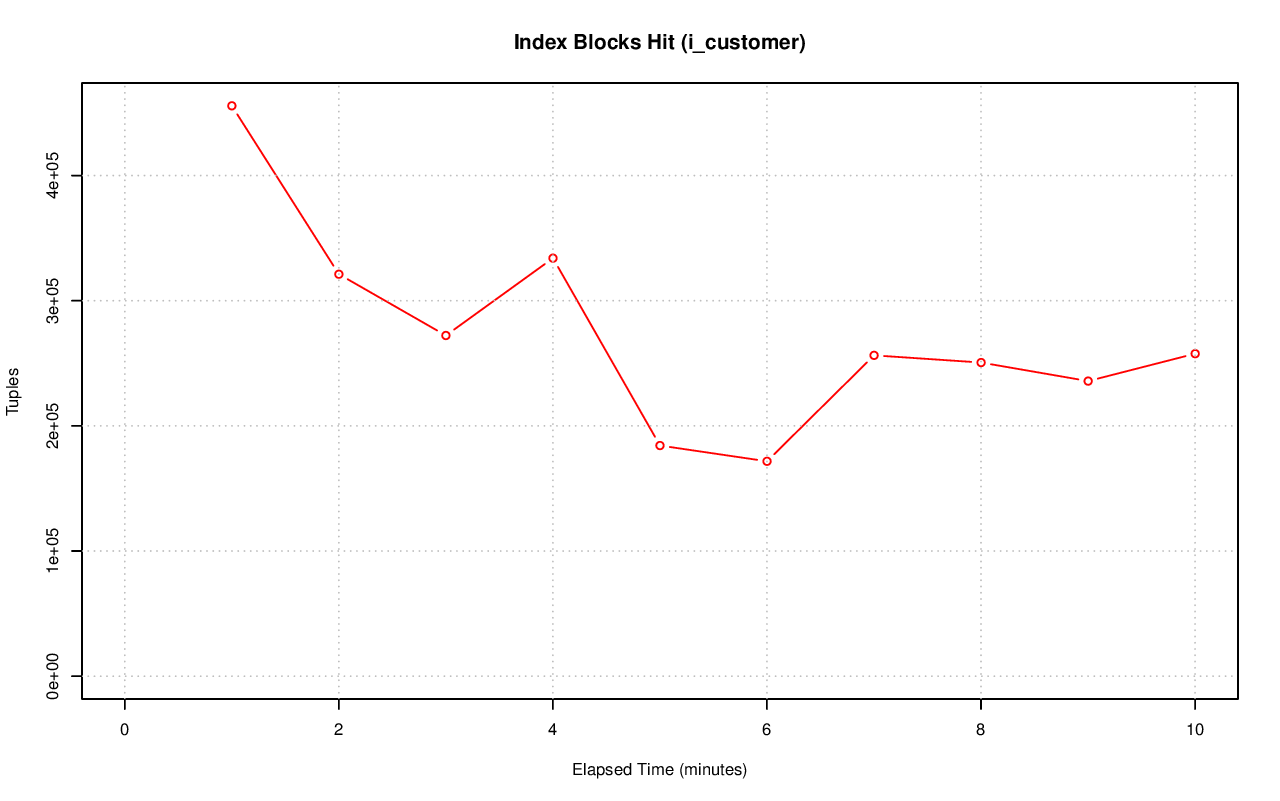 Index Blocks Hit (i_customer)
Tuples
4e+05
3e+05
2e+05
1e+05
0e+00
0 2 4 6 8 10
Elapsed Time (minutes)